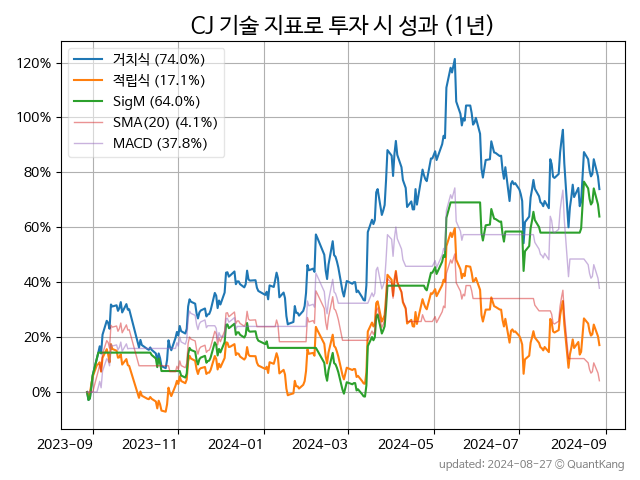 CJ 기술 지표로 투자 시 성과 (1년)
거치식 (74.0%)
적립식 (17.1%)
SigM (64.0%)
SMA(20) (4.1%)
MACD (37.8%)
120%
100%
80%
60%
40%
20%
0%
2023-09 2023-11 2024-01 2024-03 2024-05 2024-07 2024-09
updated: 2024-08-27 © QuantKang